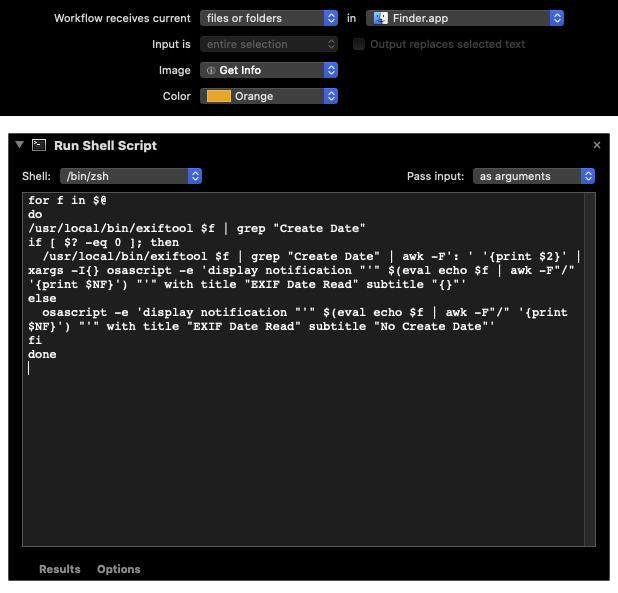 Workflow receives current files or folders in Finder.app
Input is entire selection Output replaces selected text
Image Get Info
Color Orange
Run Shell Script
Shell: /bin/zsh Pass input: as arguments
for f in $@
do
/usr/local/bin/exiftool $f | grep "Create Date"
if [ $? -eq 0 ]; then
  /usr/local/bin/exiftool $f | grep "Create Date" | awk -F': ' '{print $2}' |
xargs -I{} osascript -e 'display notification "'" $(eval echo $f | awk -F"/"
'{print $NF}') "'" with title "EXIF Date Read" subtitle "{}"'
else
  osascript -e 'display notification "'" $(eval echo $f | awk -F"/" '{print
$NF}') "'" with title "EXIF Date Read" subtitle "No Create Date"'
fi
done
Results Options